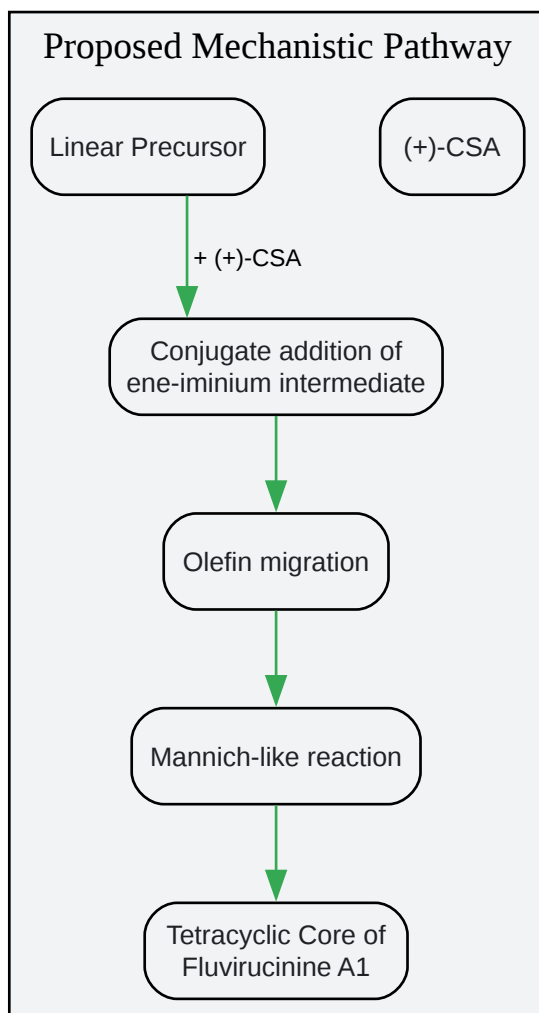 Proposed Mechanistic Pathway
Linear Precursor
(+)-CSA
+ (+)-CSA
Conjugate addition of
ene-iminium intermediate
Olefin migration
Mannich-like reaction
Tetracyclic Core of
Fluvirucinine A1